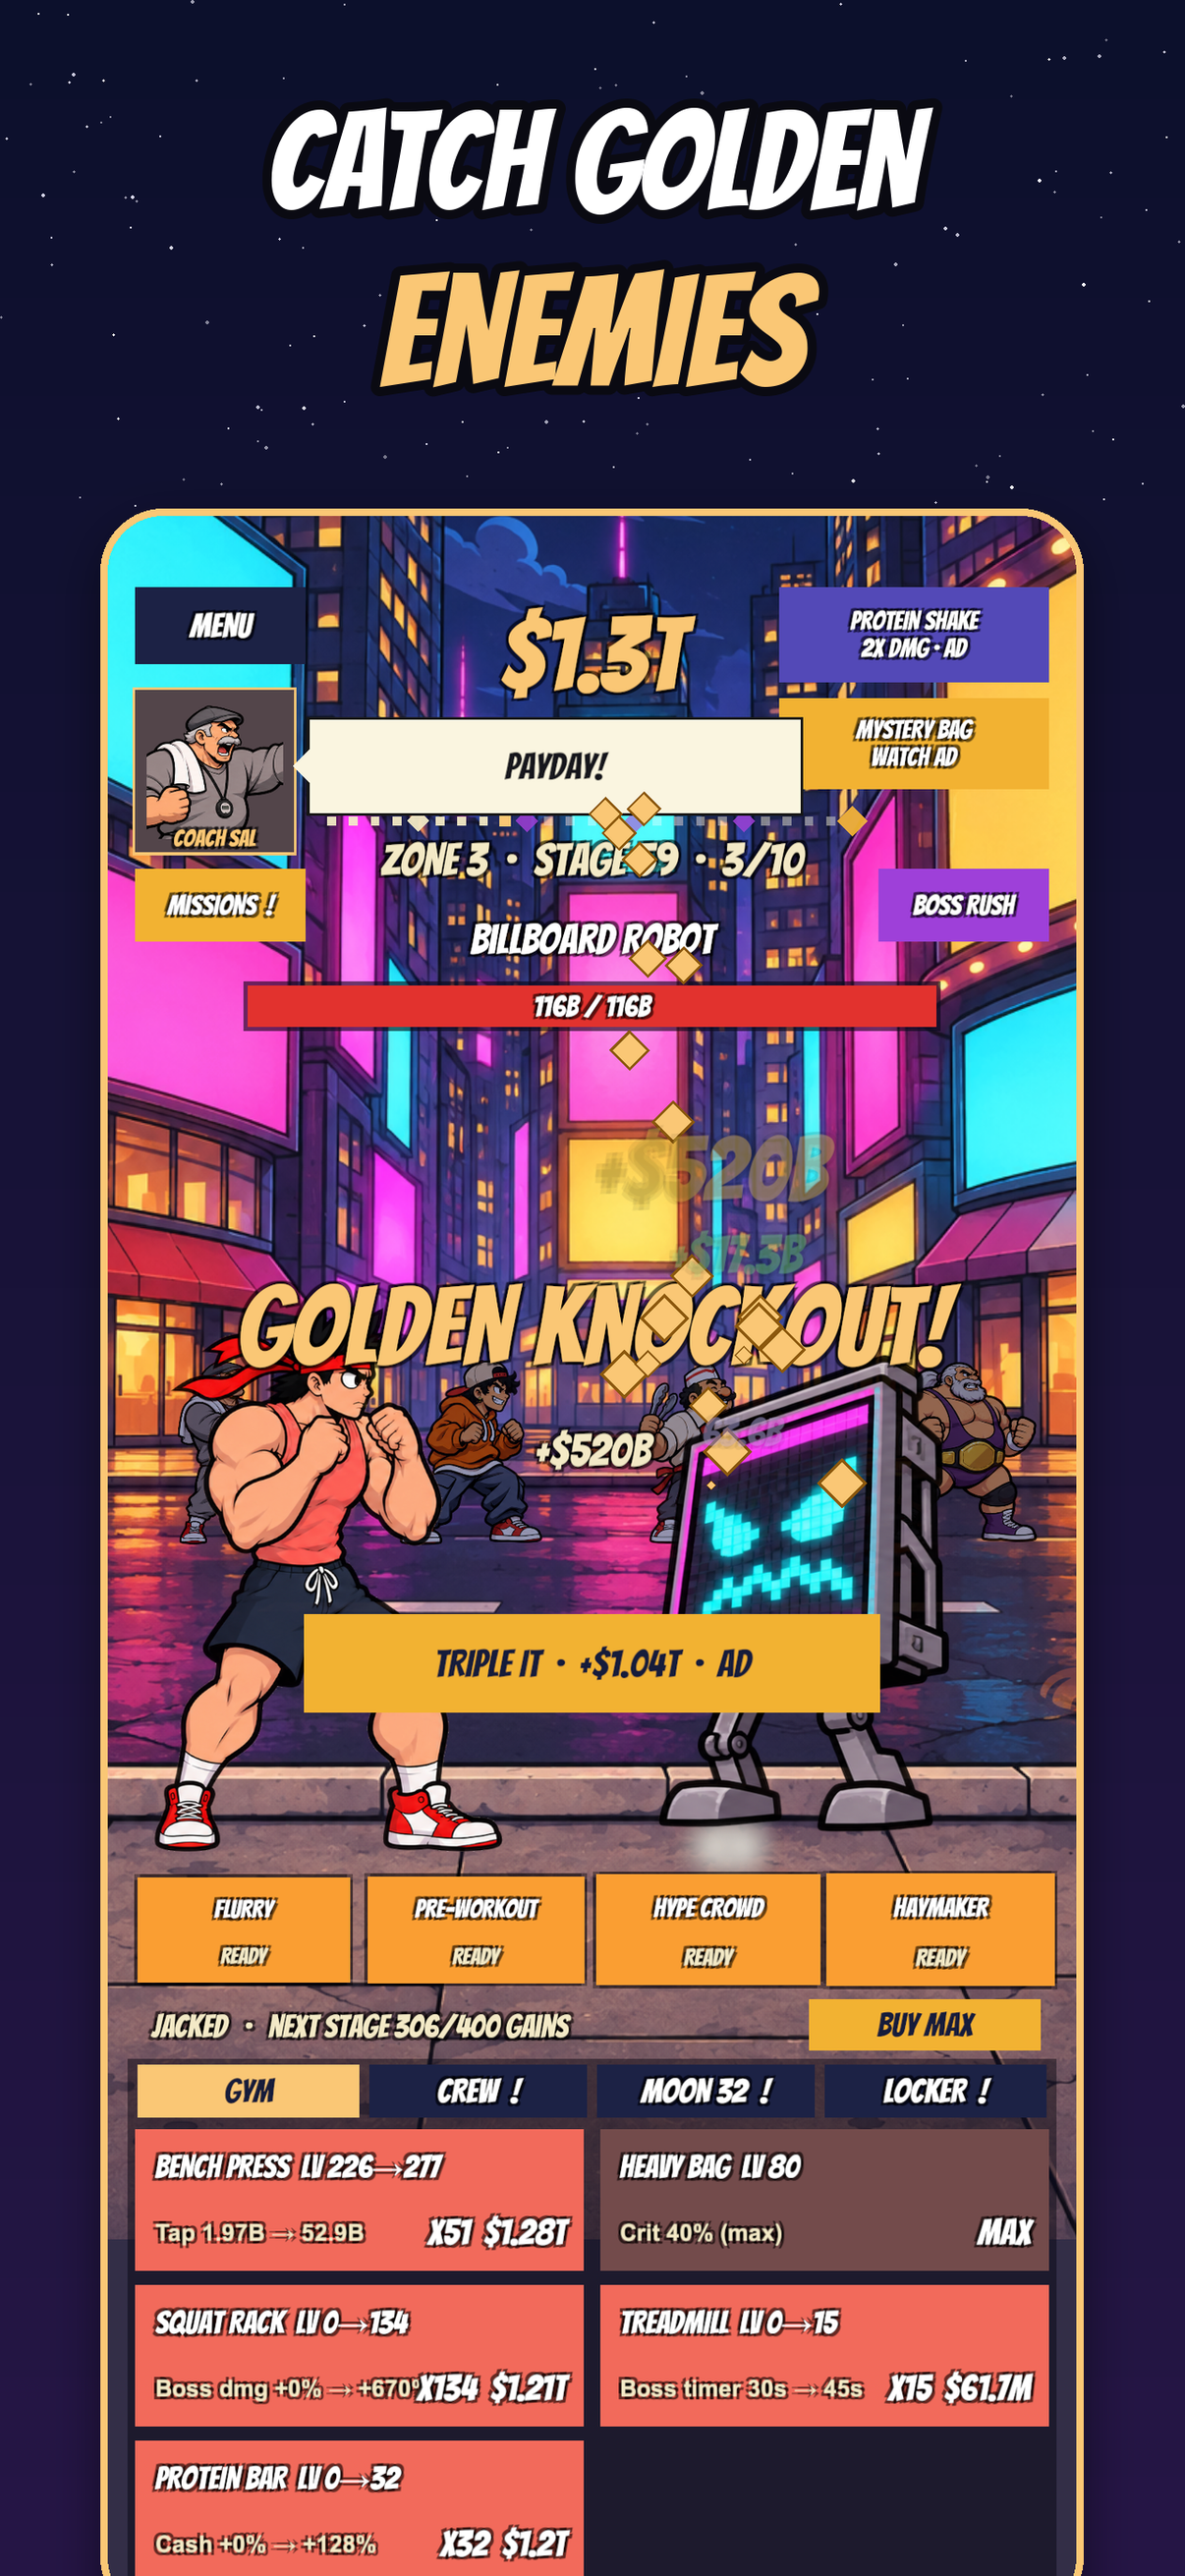 CATCH GOLDEN
ENEMIES
MENU
$1.3T
PROTEIN SHAKE
2X DMG · AD
PAYDAY!
MYSTERY BAG
WATCH AD
COACH SAL
ZONE 3 · STAGE 59 · 3/10
MISSIONS !
BOSS RUSH
BILLBOARD ROBOT
116B / 116B
+$520B
+$11.5B
GOLDEN KNOCKOUT!
+$520B
TRIPLE IT · +$1.04T · AD
FLURRY
READY
PRE-WORKOUT
READY
HYPE CROWD
READY
HAYMAKER
READY
JACKED · NEXT STAGE 306/400 GAINS
BUY MAX
GYM
CREW !
MOON 32 !
LOCKER !
BENCH PRESS LV 226→277
Tap 1.97B → 52.9B
X51 $1.28T
HEAVY BAG LV 80
Crit 40% (max)
MAX
SQUAT RACK LV 0→134
Boss dmg +0% → +670%
X134 $1.21T
TREADMILL LV 0→15
Boss timer 30s → 45s
X15 $61.7M
PROTEIN BAR LV 0→32
Cash +0% → +128%
X32 $1.2T